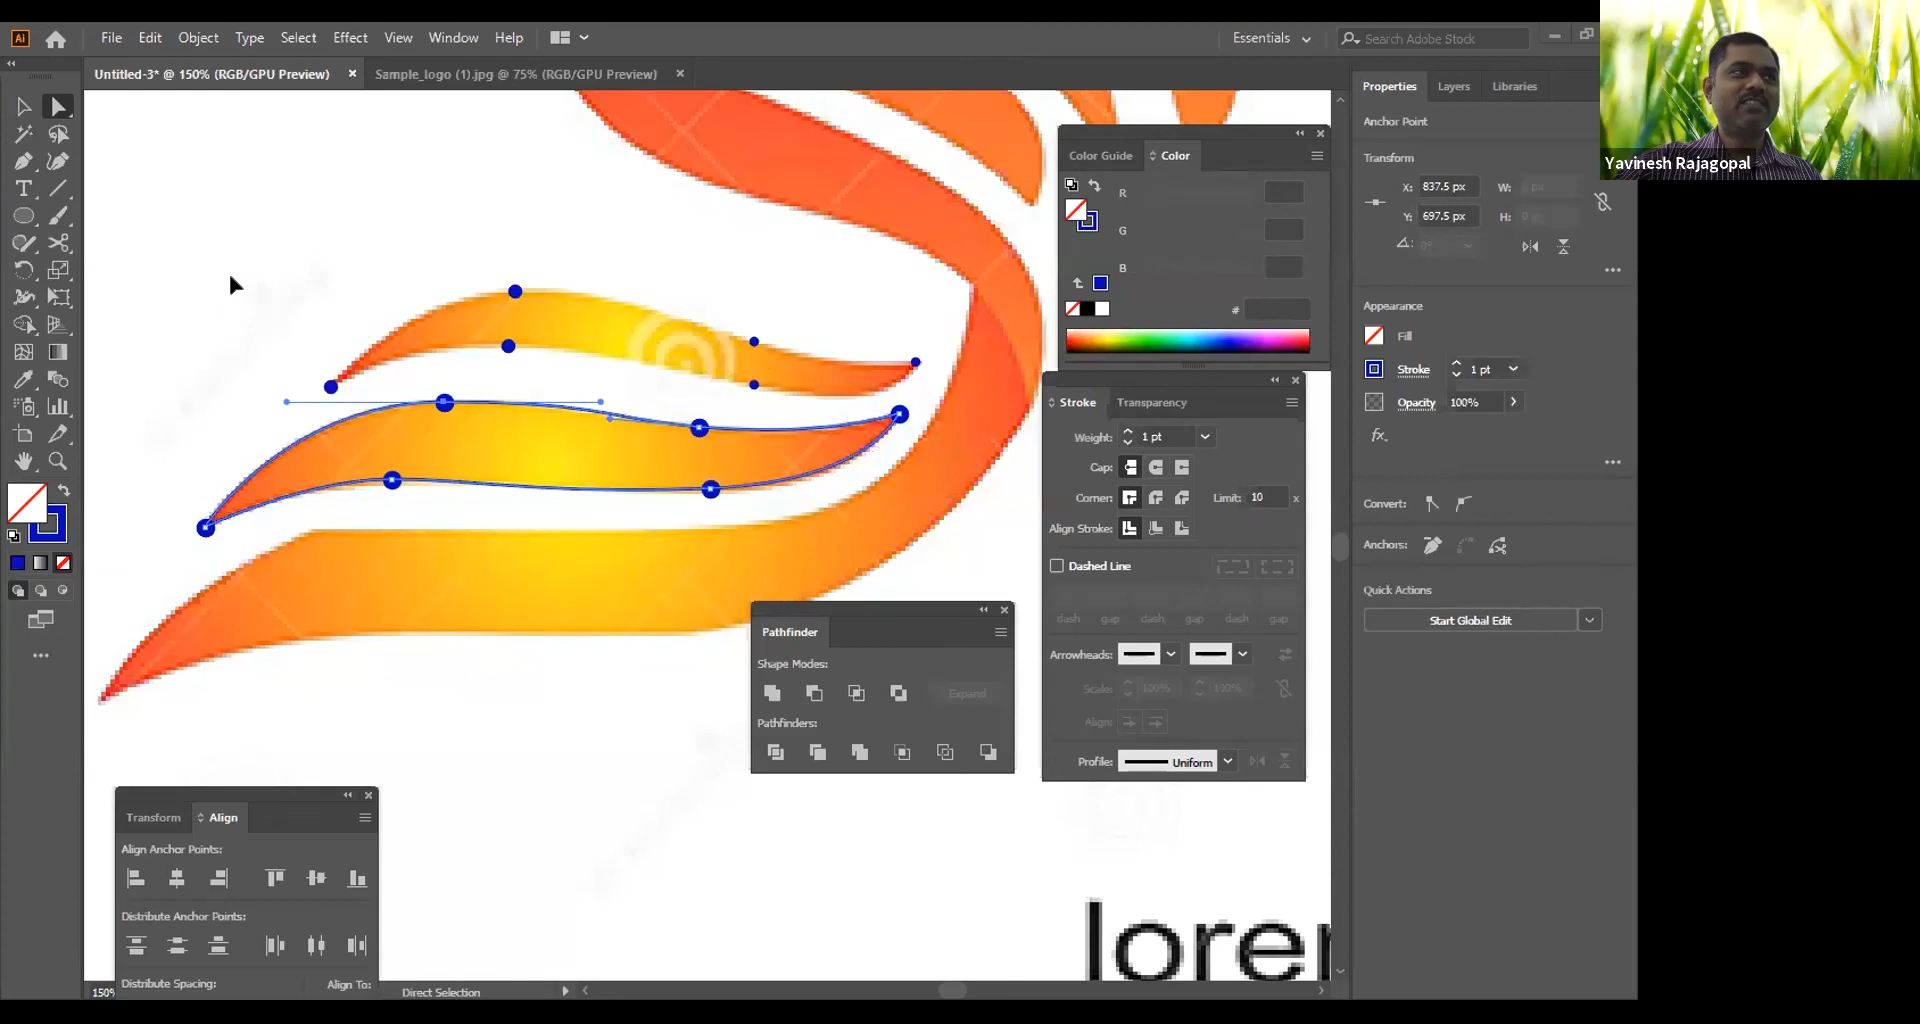 Ai File Edit Object Type Select Effect View Window Help Essentials Search Adobe Stock
Untitled-3* @ 150% (RGB/GPU Preview) Sample_logo (1).jpg @ 75% (RGB/GPU Preview)
Yavinesh Rajagopal
Properties Layers Libraries
Anchor Point
Transform
X: 837.5 px W:
Y: 697.5 px H:
Appearance
Fill
Stroke 1 pt
Opacity 100%
fx.
Convert:
Anchors:
Quick Actions
Start Global Edit
Color Guide Color
R
G
B
#
Stroke Transparency
Weight: 1 pt
Cap:
Corner: Limit: 10 x
Align Stroke:
Dashed Line
dash gap dash gap dash gap
Arrowheads:
Scale: 100% 100%
Align:
Profile: Uniform
Pathfinder
Shape Modes:
Expand
Pathfinders:
Transform Align
Align Anchor Points:
Distribute Anchor Points:
Distribute Spacing: Align To:
lorer
150% Direct Selection